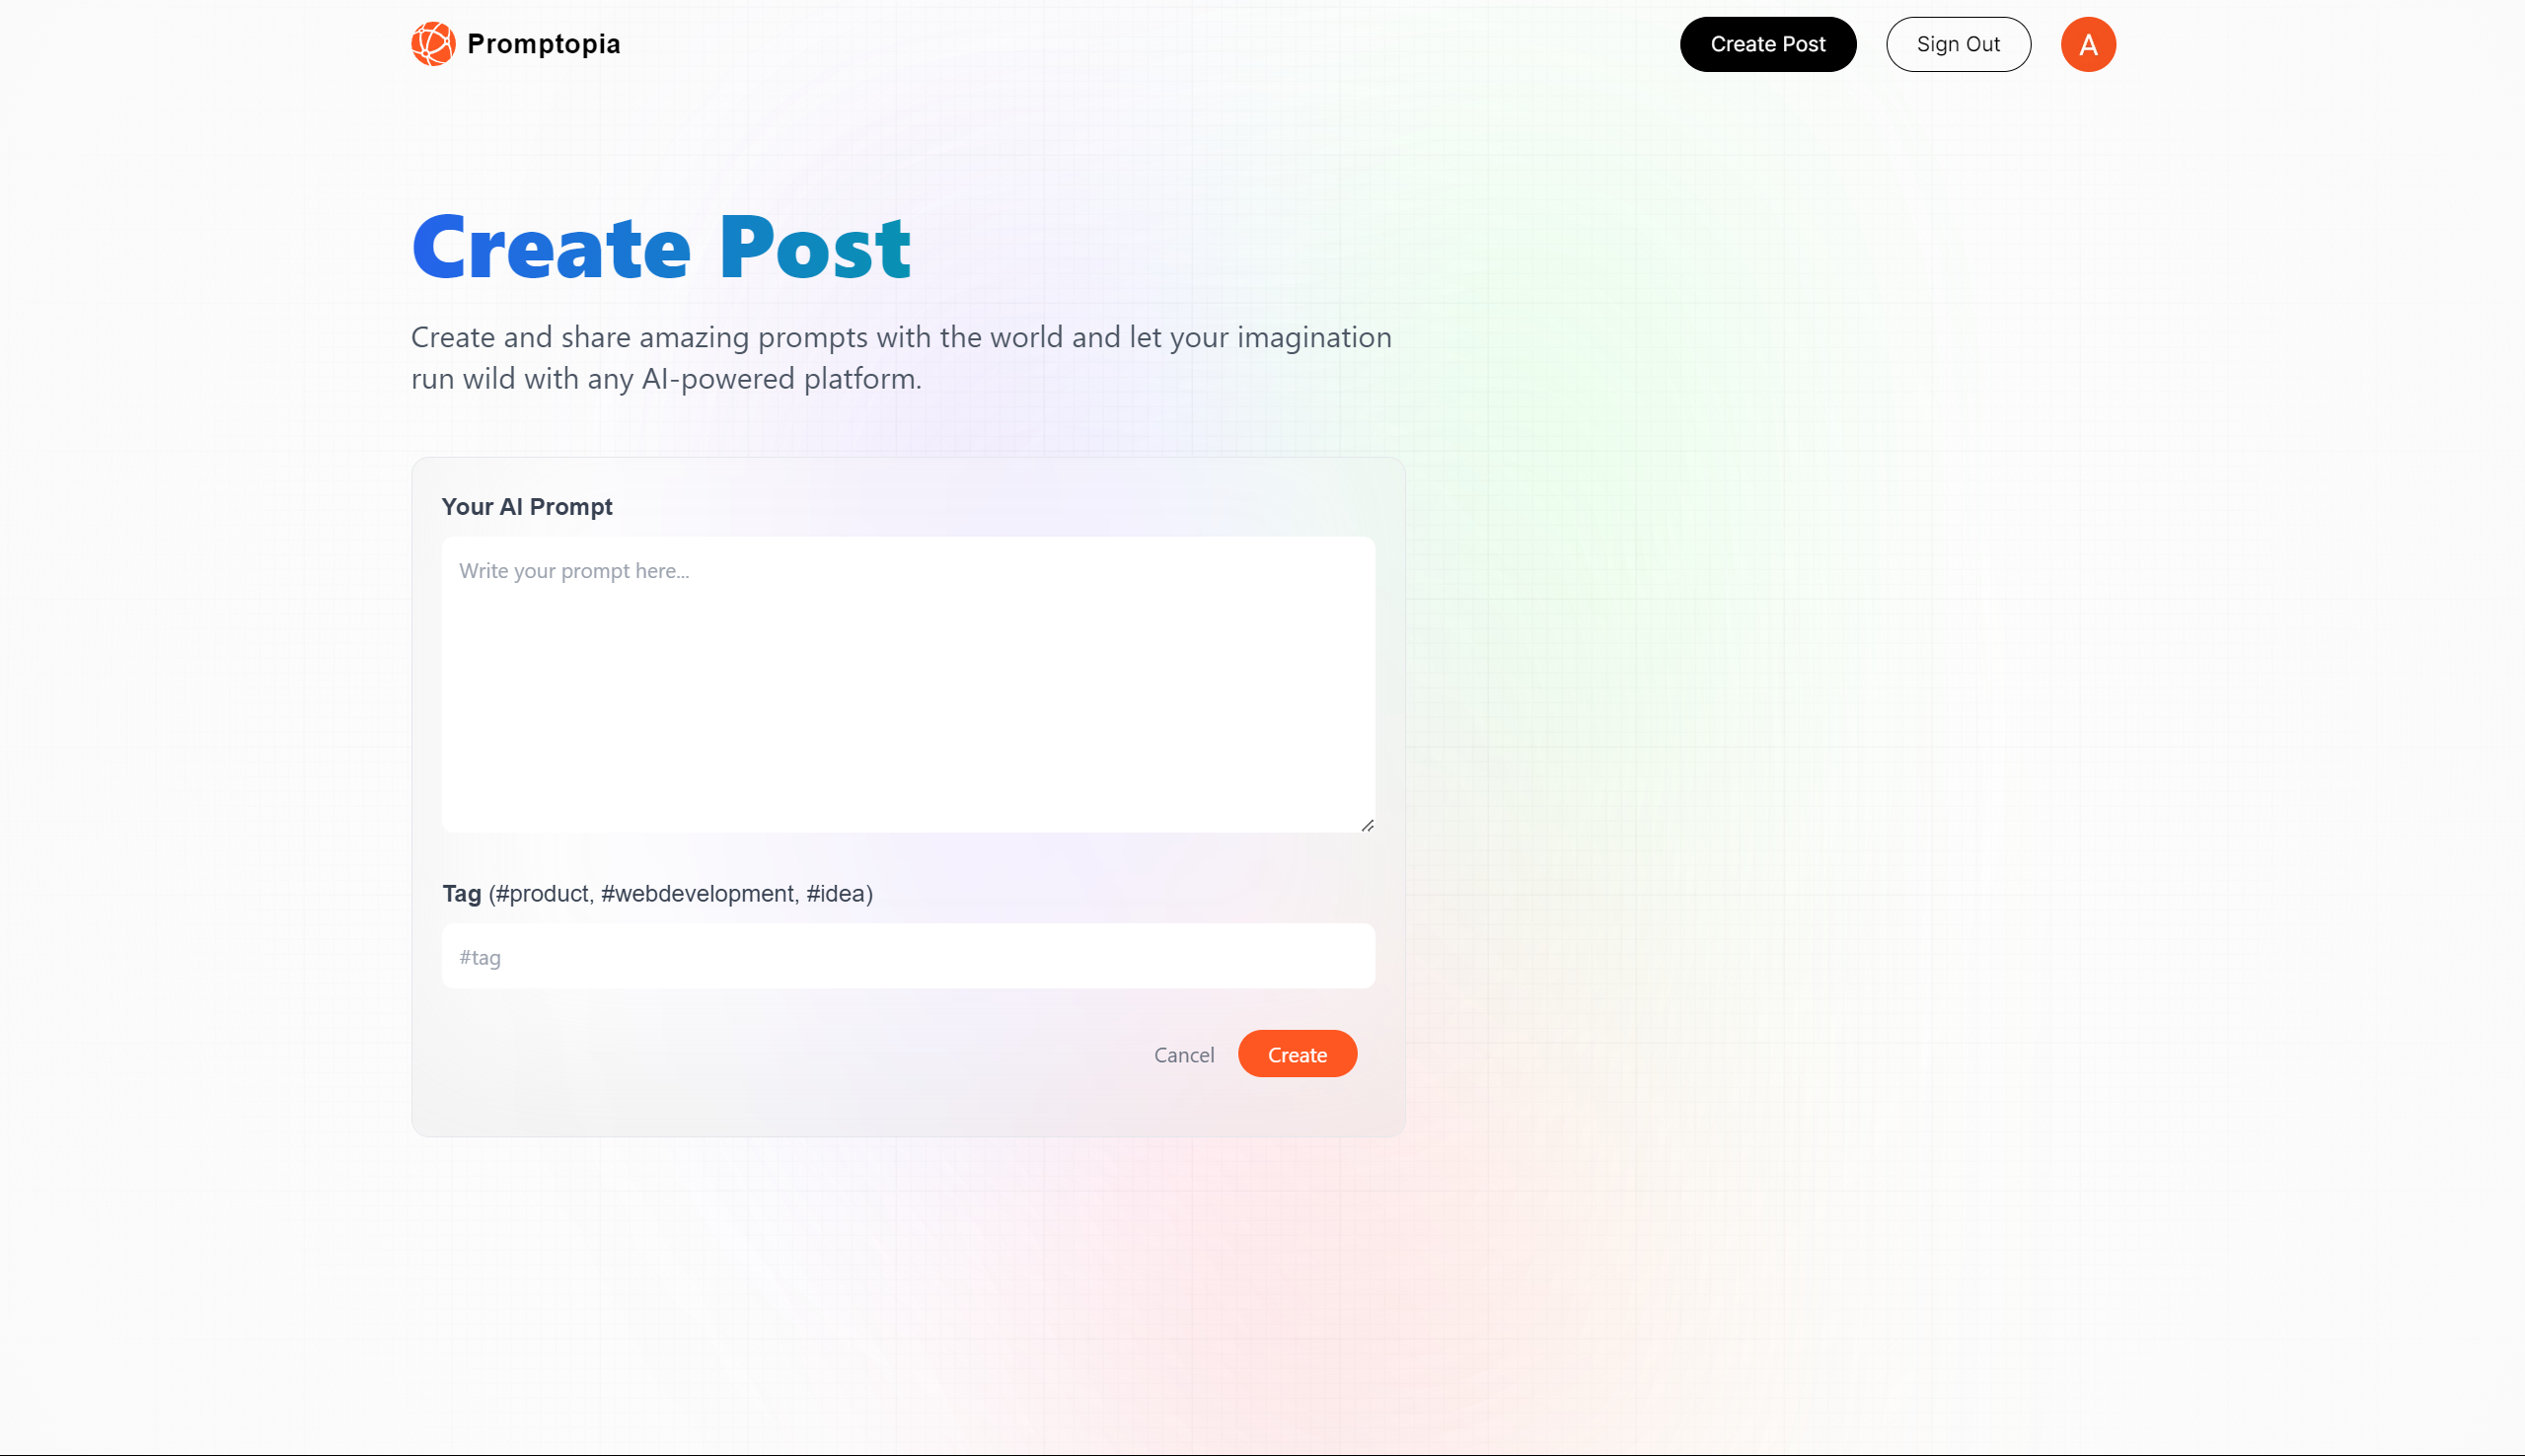 Promptopia
Create Post
Sign Out
A
Create Post
Create and share amazing prompts with the world and let your imagination
run wild with any AI-powered platform.
Your AI Prompt
Write your prompt here...
Tag (#product, #webdevelopment, #idea)
#tag
Cancel
Create